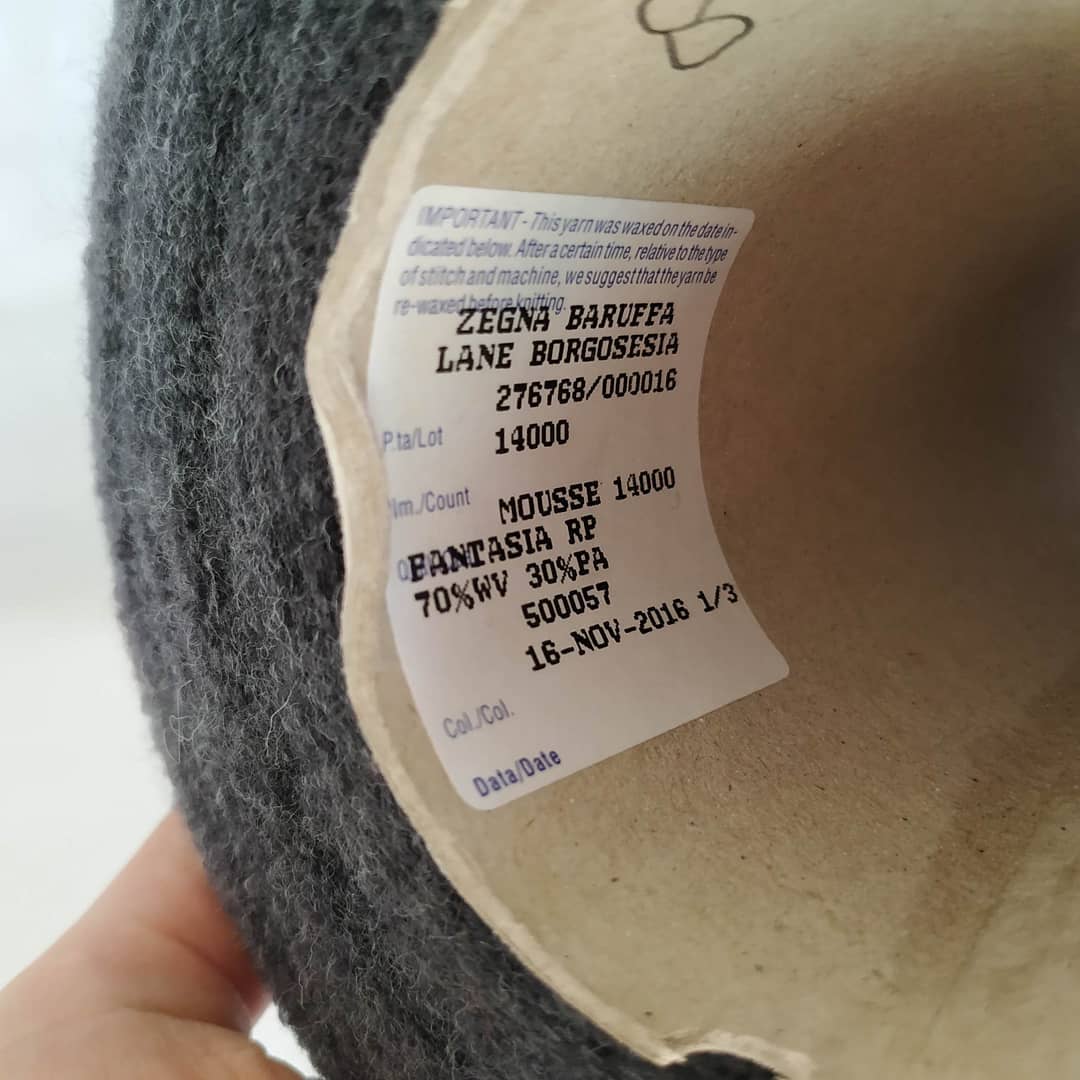 IMPORTANT - This yarn was waxed on the date in-
dicated below. After a certain time, relative to the type
of stitch and machine, we suggest that the yarn be
re-waxed before knitting.
ZEGNA BARUFFA
LANE BORGOSESIA
276768/000016
P.ta/Lot 14000
Nm./Count MOUSSE 14000
FANTASIA RP
70%WV 30%PA
500057
16-NOV-2016 1/3
Col./Col.
Data/Date